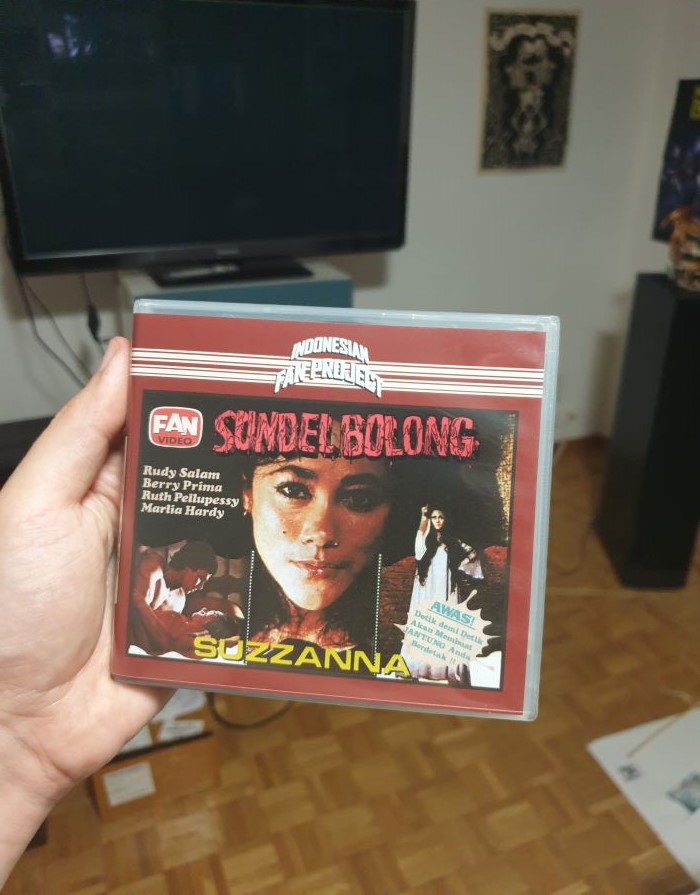 INDONESIAN
FAN PROJECT
FAN
VIDEO
SUNDEL BOLONG
Rudy Salam
Berry Prima
Ruth Pellupessy
Marlia Hardy
AWAS!
Detik demi Detik
Akan Membuat
JANTUNG Anda
Berdetak !!
SUZZANNA